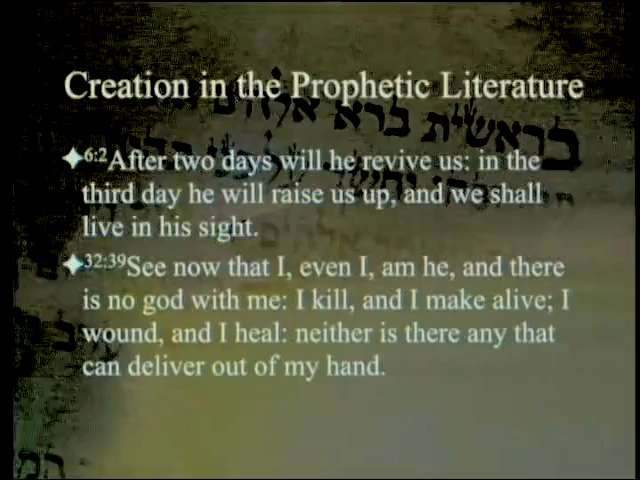 Creation in the Prophetic Literature
6:2After two days will he revive us: in the
third day he will raise us up, and we shall
live in his sight.
32:39See now that I, even I, am he, and there
is no god with me: I kill, and I make alive; I
wound, and I heal: neither is there any that
can deliver out of my hand.
בראשית ברא אלהים